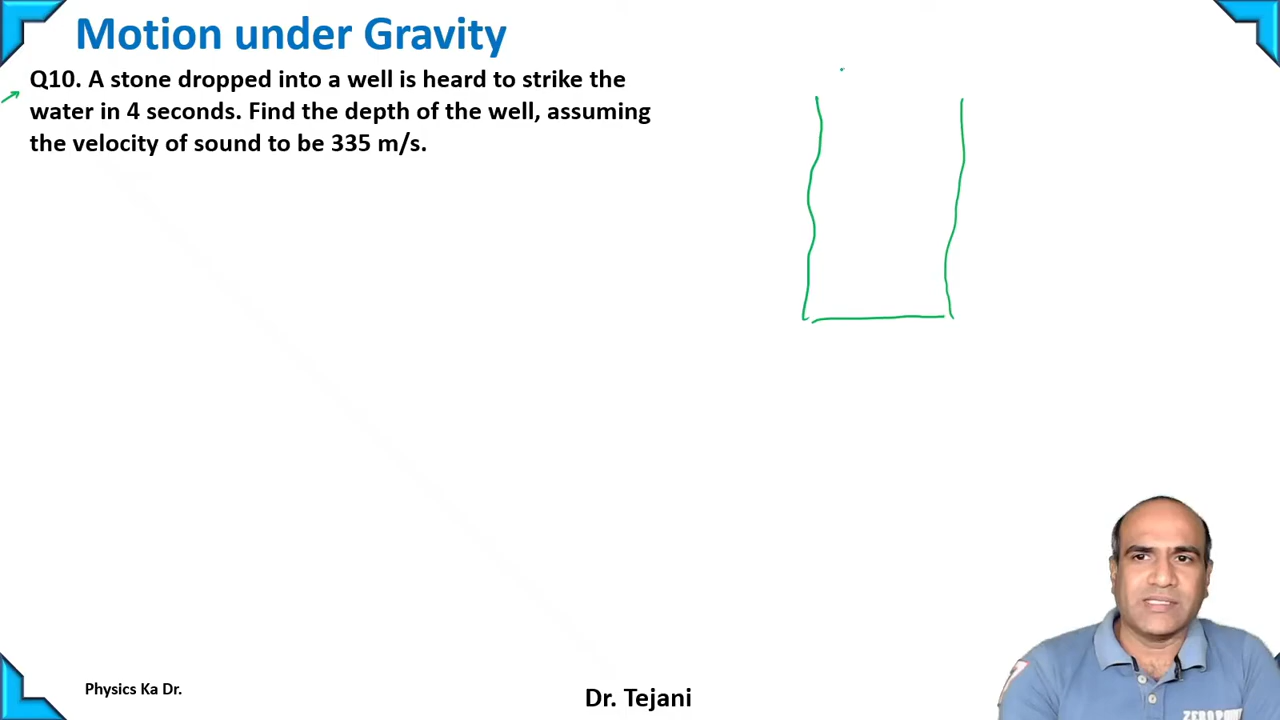 Motion under Gravity
Q10. A stone dropped into a well is heard to strike the
water in 4 seconds. Find the depth of the well, assuming
the velocity of sound to be 335 m/s.
Physics Ka Dr.
Dr. Tejani